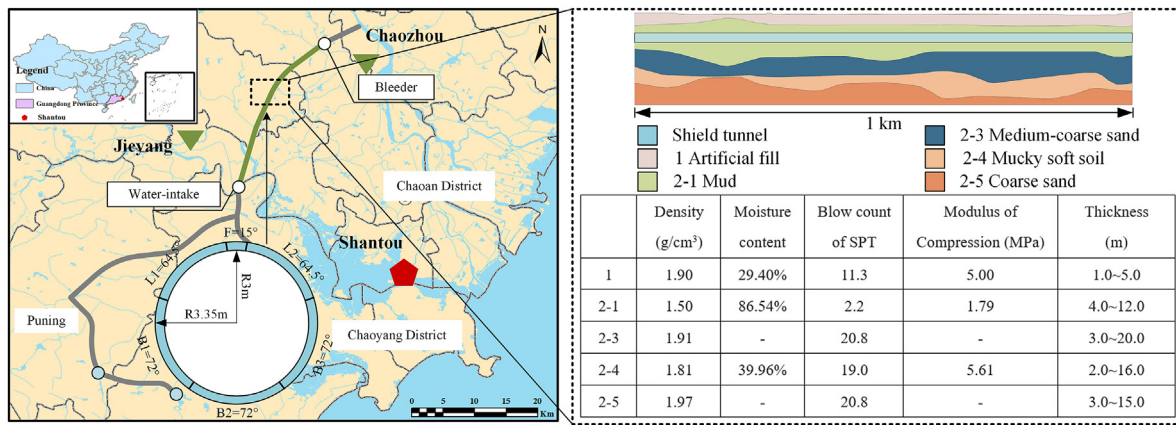 Legend
China
Guangdong Province
Shantou
Chaozhou
N
Bleeder
Jieyang
Water-intake
Chaoan District
Shantou
F=15°
L1=64.5°
L2=64.5°
R3m
R3.35m
Puning
Chaoyang District
B1=72°
B3=72°
B2=72°
0 5 10 15 20
Km
1 km
Shield tunnel
2-3 Medium-coarse sand
1 Artificial fill
2-4 Mucky soft soil
2-1 Mud
2-5 Coarse sand
Density (g/cm³) Moisture content Blow count of SPT Modulus of Compression (MPa) Thickness (m)
1 1.90 29.40% 11.3 5.00 1.0~5.0
2-1 1.50 86.54% 2.2 1.79 4.0~12.0
2-3 1.91 - 20.8 - 3.0~20.0
2-4 1.81 39.96% 19.0 5.61 2.0~16.0
2-5 1.97 - 20.8 - 3.0~15.0